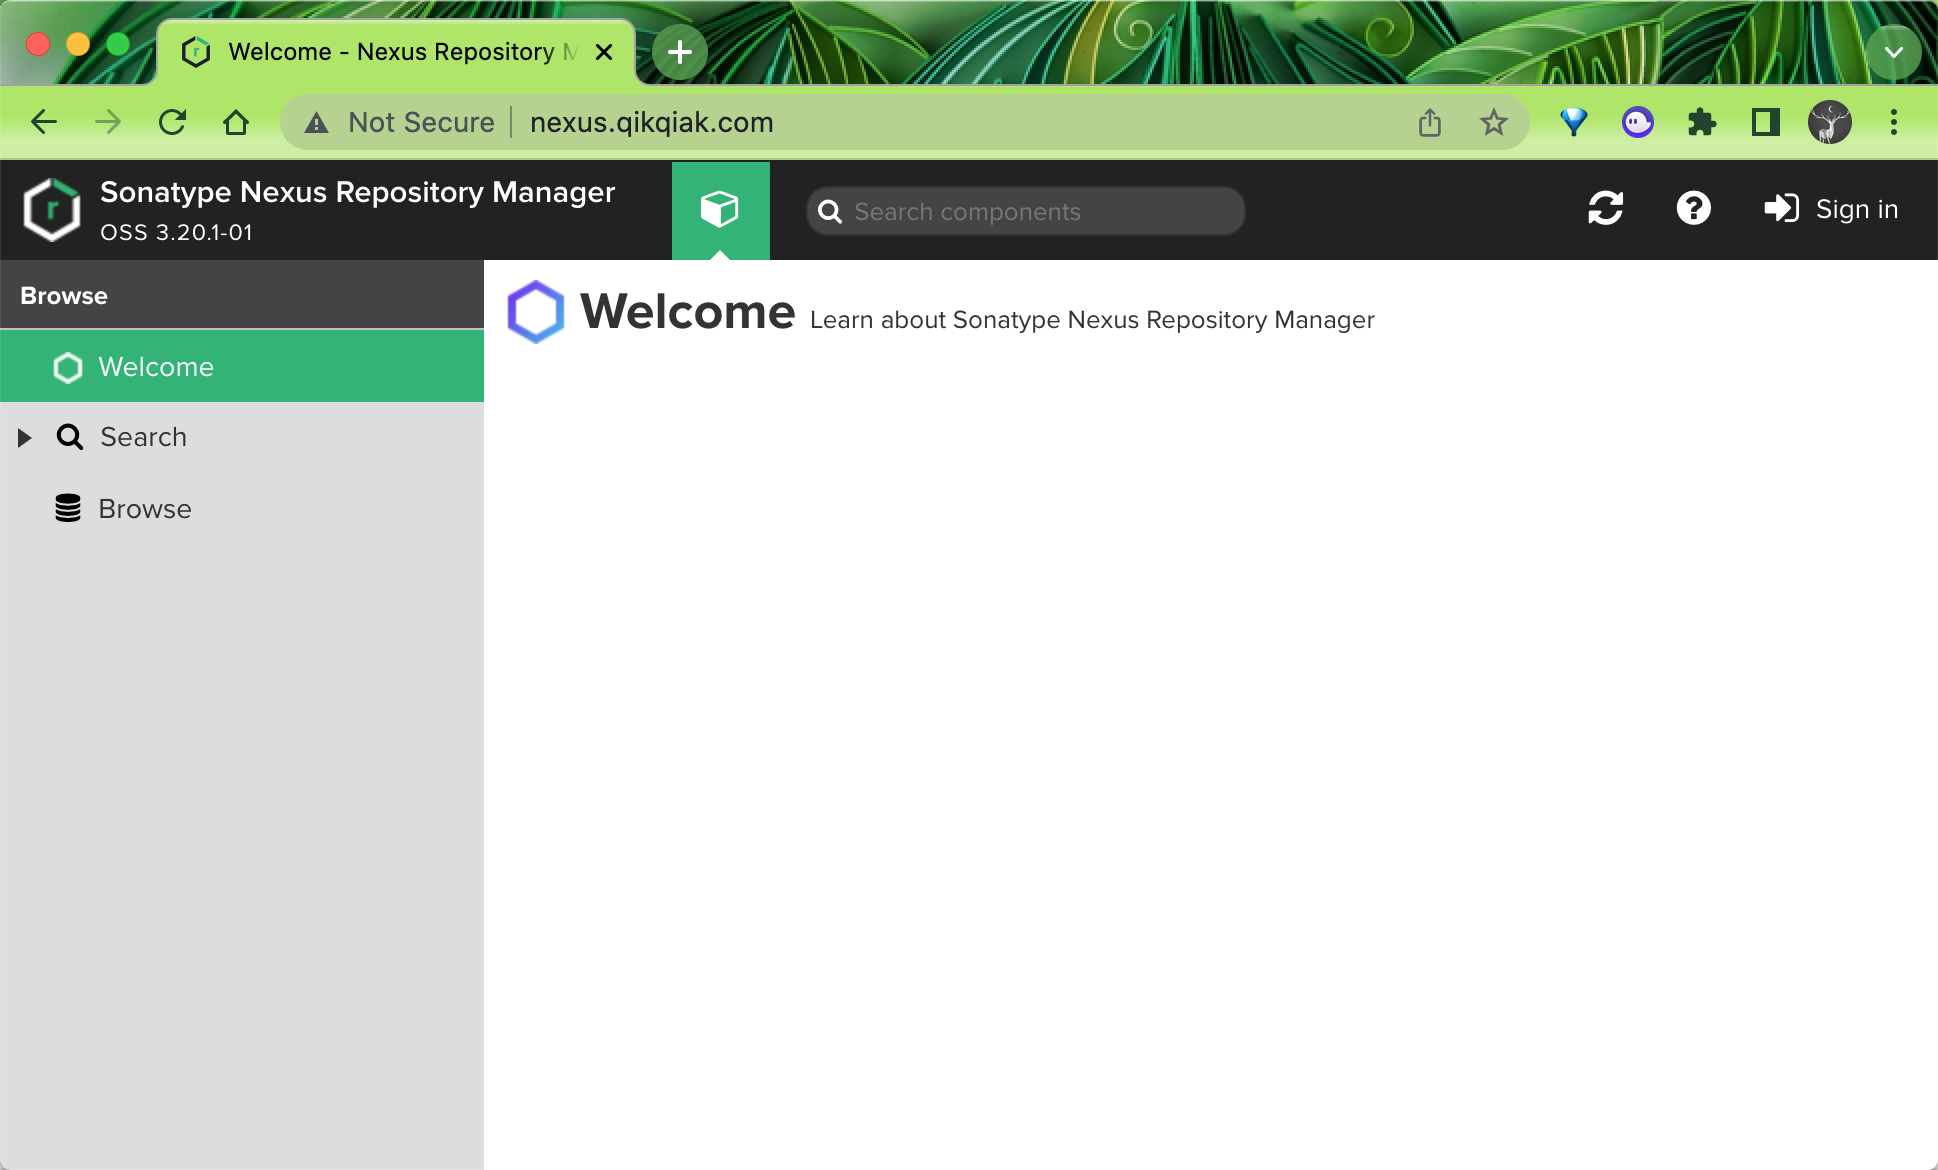 Welcome - Nexus Repository M
Not Secure
nexus.qikqiak.com
Sonatype Nexus Repository Manager
OSS 3.20.1-01
Search components
Sign in
Browse
Welcome
Search
Browse
Welcome Learn about Sonatype Nexus Repository Manager